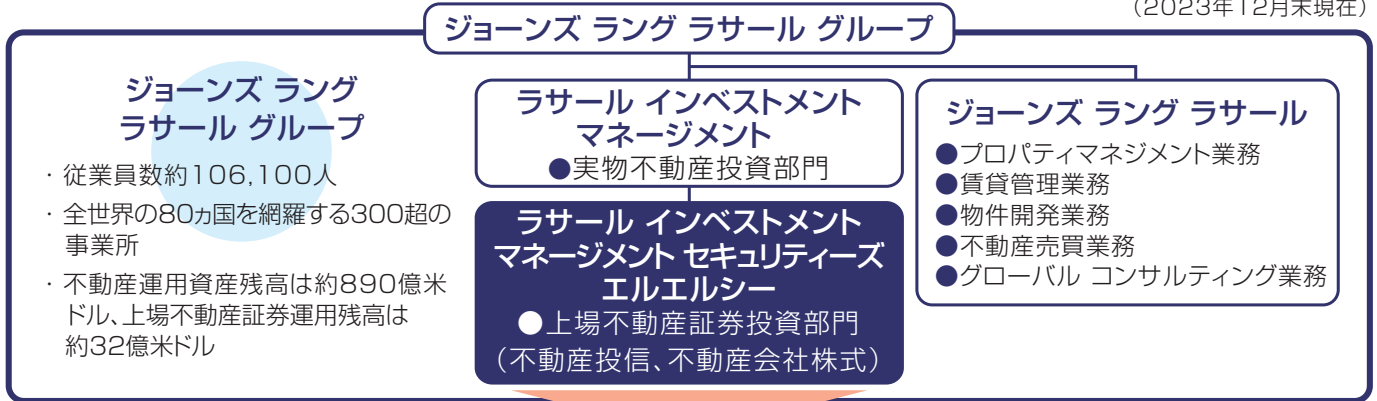 (2023年12月末現在)
ジョーンズ ラング ラサール グループ
ジョーンズ ラング
ラサール グループ
・従業員数約106,100人
・全世界の80ヵ国を網羅する300超の
事業所
・不動産運用資産残高は約890億米
ドル、上場不動産証券運用残高は
約32億米ドル
ラサール インベストメント
マネージメント
●実物不動産投資部門
ラサール インベストメント
マネージメント セキュリティーズ
エルエルシー
●上場不動産証券投資部門
(不動産投信、不動産会社株式)
ジョーンズ ラング ラサール
●プロパティマネジメント業務
●賃貸管理業務
●物件開発業務
●不動産売買業務
●グローバル コンサルティング業務